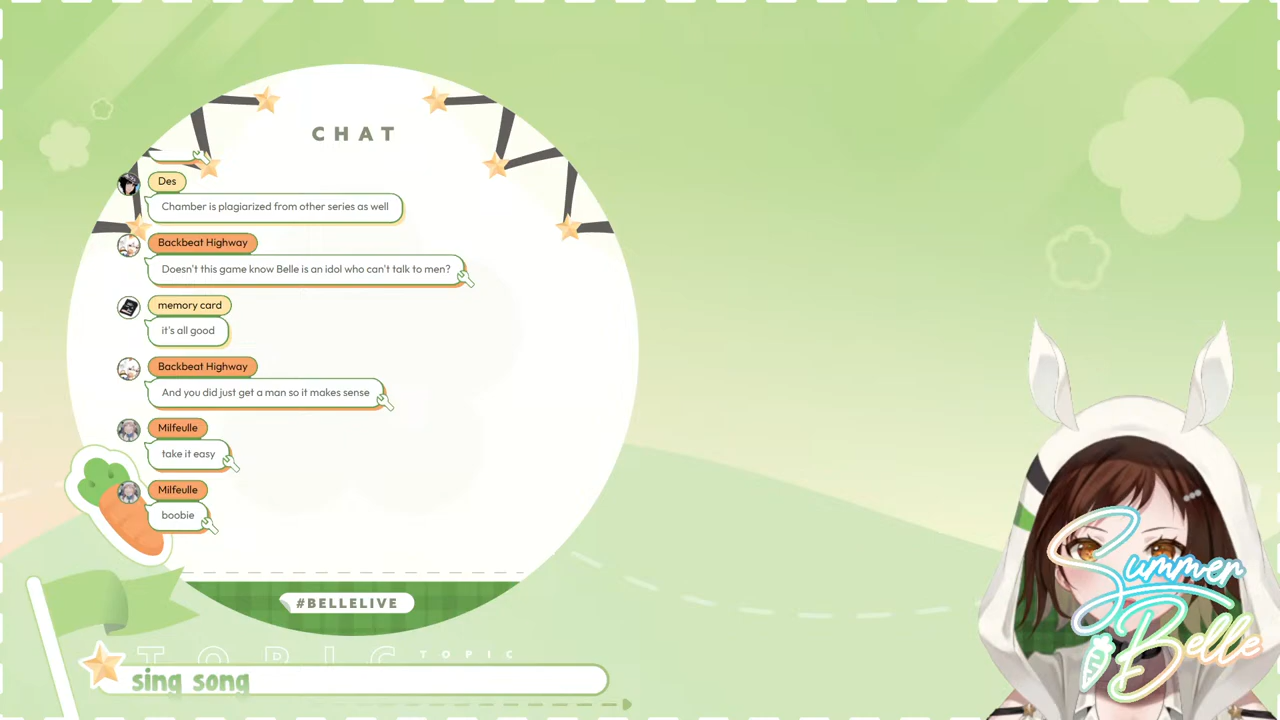 CHAT
Des
Chamber is plagiarized from other series as well
Backbeat Highway
Doesn't this game know Belle is an idol who can't talk to men?
memory card
it's all good
Backbeat Highway
And you did just get a man so it makes sense
Milfeulle
take it easy
Milfeulle
boobie
#BELLELIVE
TOPIC TOPIC
sing song
Summer
Belle